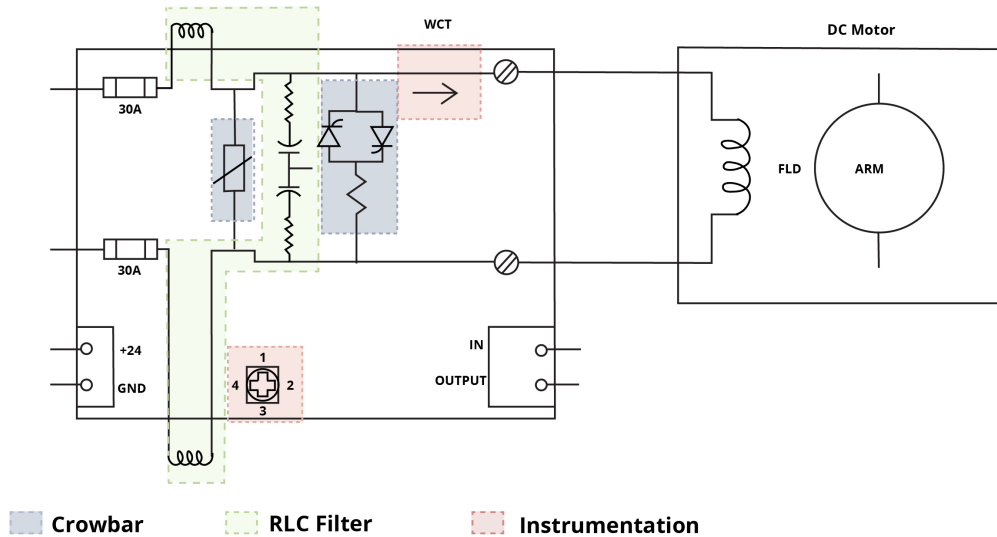 WCT
DC Motor
30A
FLD
ARM
30A
+24
GND
1
4
2
3
IN
OUTPUT
Crowbar
RLC Filter
Instrumentation